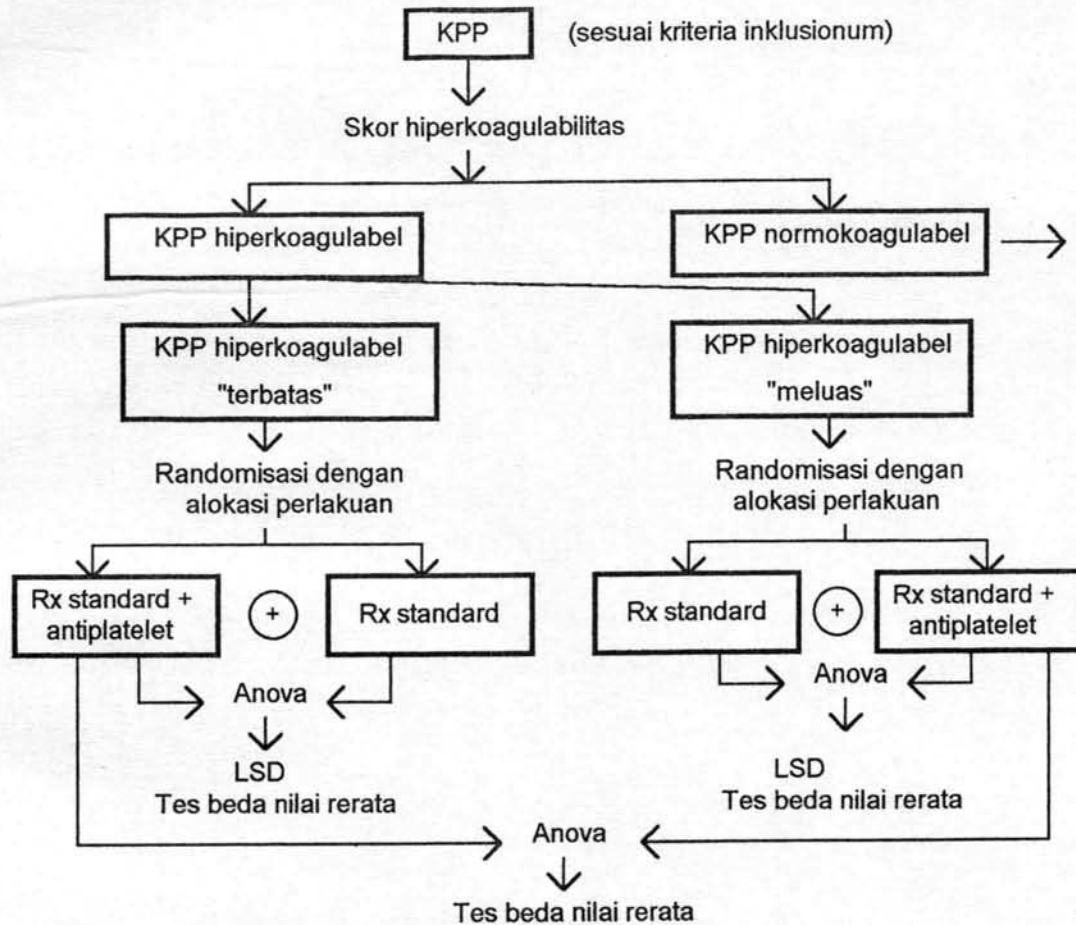 KPP (sesuai kriteria inklusionum)
Skor hiperkoagulabilitas
KPP hiperkoagulabel
KPP normokoagulabel
KPP hiperkoagulabel
"terbatas"
KPP hiperkoagulabel
"meluas"
Randomisasi dengan
alokasi perlakuan
Randomisasi dengan
alokasi perlakuan
Rx standard +
antiplatelet
+
Rx standard
Rx standard
+
Rx standard +
antiplatelet
Anova
LSD
Tes beda nilai rerata
Anova
LSD
Tes beda nilai rerata
Anova
Tes beda nilai rerata